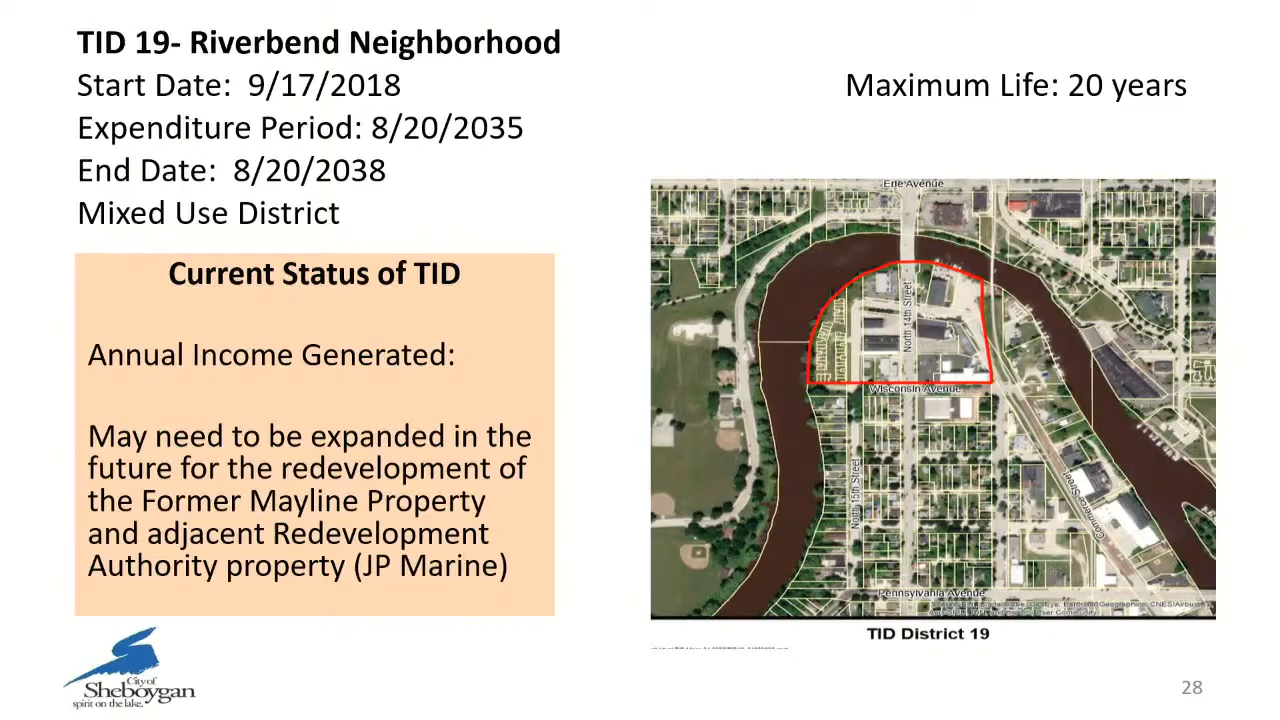 TID 19- Riverbend Neighborhood
Start Date: 9/17/2018
Maximum Life: 20 years
Expenditure Period: 8/20/2035
End Date: 8/20/2038
Mixed Use District
Current Status of TID
Annual Income Generated:
May need to be expanded in the
future for the redevelopment of
the Former Mayline Property
and adjacent Redevelopment
Authority property (JP Marine)
Erie Avenue
North 14th Street
Wisconsin Avenue
North 15th Street
Commerce Street
Pennsylvania Avenue
TID District 19
City of
Sheboygan
spirit on the lake.
28